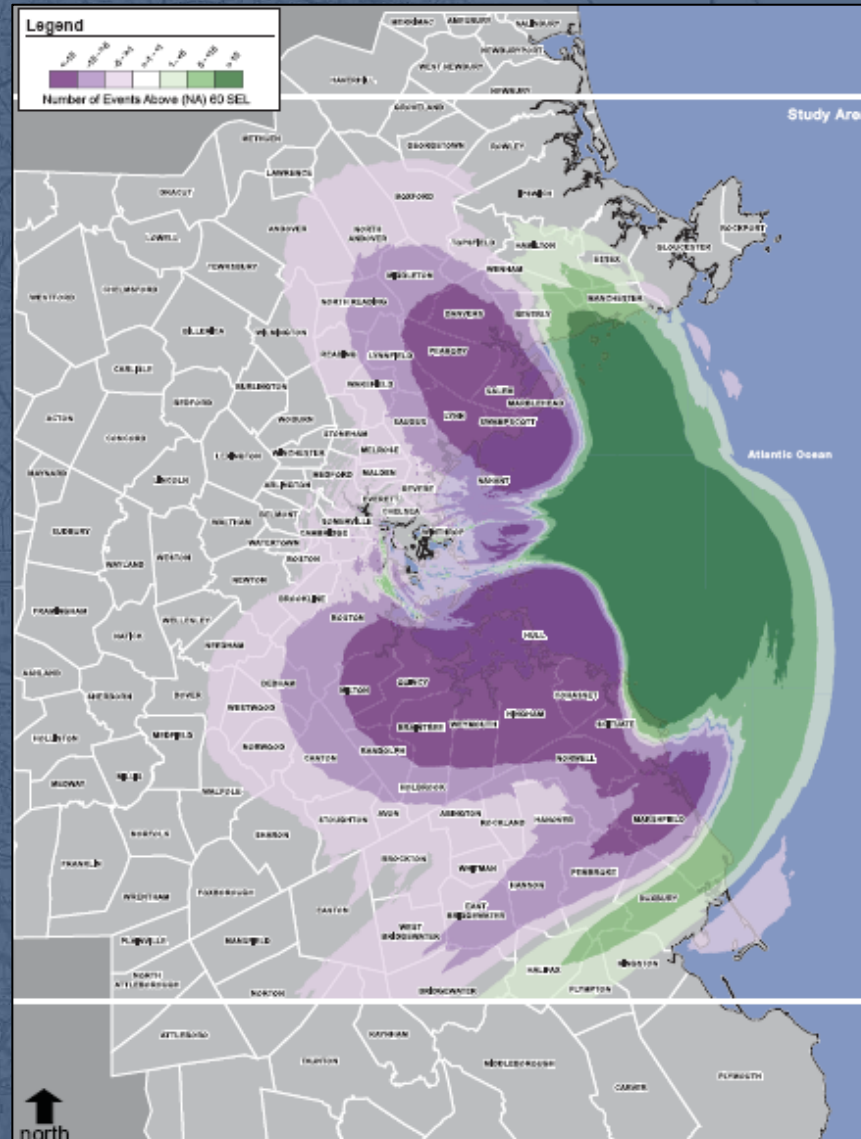 Legend
Number of Events Above (NA) 60 SEL
MERRIMAC
AMESBURY
SALISBURY
NEWBURYPORT
WEST NEWBURY
HAVERHILL
NEWBURY
GROVELAND
Study Area
METHUEN
GEORGETOWN
ROWLEY
LAWRENCE
DRACUT
BOXFORD
IPSWICH
ANDOVER
NORTH
ANDOVER
ROCKPORT
LOWELL
TOPSFIELD
HAMILTON
GLOUCESTER
TEWKSBURY
MIDDLETON
WENHAM
ESSEX
WESTFORD
CHELMSFORD
NORTH READING
MANCHESTER
DANVERS
BEVERLY
BILLERICA
WILMINGTON
READING
LYNNFIELD
PEABODY
CARLISLE
WAKEFIELD
BURLINGTON
SALEM
BEDFORD
MARBLEHEAD
ACTON
WOBURN
SAUGUS
LYNN
SWAMPSCOTT
CONCORD
STONEHAM
LEXINGTON
WINCHESTER
MELROSE
Atlantic Ocean
MAYNARD
LINCOLN
ARLINGTON
MEDFORD
MALDEN
NAHANT
REVERE
EVERETT
CHELSEA
BELMONT
SOMERVILLE
WALTHAM
CAMBRIDGE
WINTHROP
SUDBURY
WATERTOWN
WAYLAND
WESTON
BOSTON
NEWTON
BROOKLINE
FRAMINGHAM
WELLESLEY
BOSTON
NATICK
NEEDHAM
HULL
ASHLAND
SHERBORN
DOVER
DEDHAM
MILTON
QUINCY
COHASSET
WESTWOOD
HINGHAM
BRAINTREE
WEYMOUTH
SCITUATE
HOLLISTON
MEDFIELD
NORWOOD
RANDOLPH
CANTON
NORWELL
MEDWAY
MILLIS
WALPOLE
HOLBROOK
STOUGHTON
AVON
ABINGTON
ROCKLAND
HANOVER
MARSHFIELD
NORFOLK
SHARON
FRANKLIN
BROCKTON
WHITMAN
PEMBROKE
WRENTHAM
FOXBOROUGH
HANSON
DUXBURY
EASTON
EAST
BRIDGEWATER
WEST
BRIDGEWATER
PLAINVILLE
MANSFIELD
KINGSTON
HALIFAX
NORTH
ATTLEBOROUGH
NORTON
BRIDGEWATER
PLYMPTON
ATTLEBORO
RAYNHAM
TAUNTON
MIDDLEBOROUGH
PLYMOUTH
CARVER
north